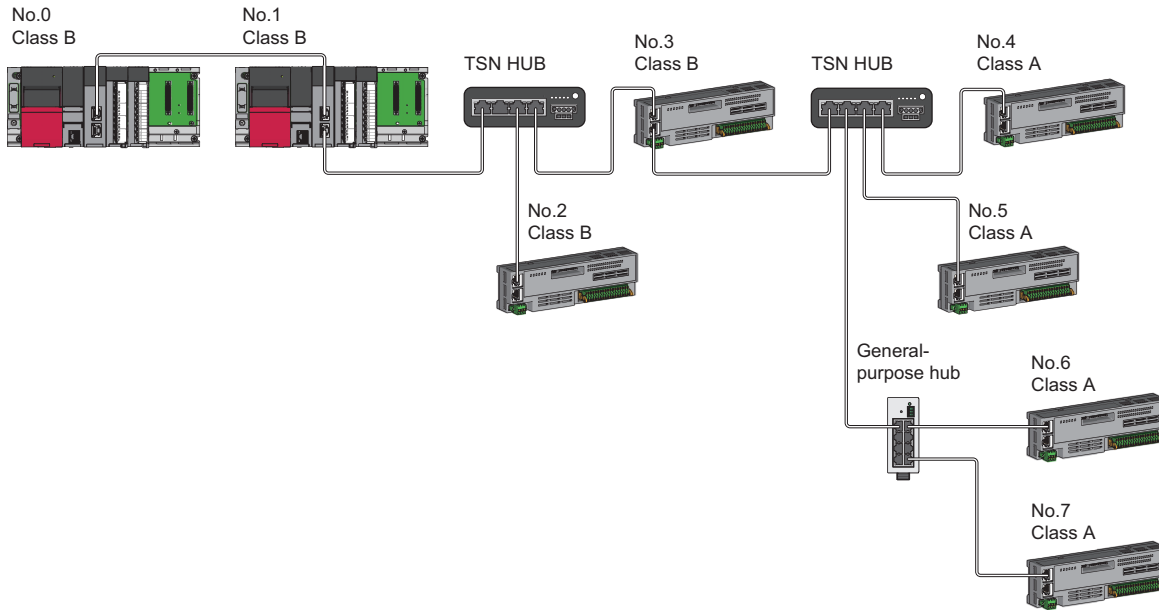 No.0
Class B
No.1
Class B
TSN HUB
No.3
Class B
TSN HUB
No.4
Class A
No.2
Class B
No.5
Class A
General-
purpose hub
No.6
Class A
No.7
Class A